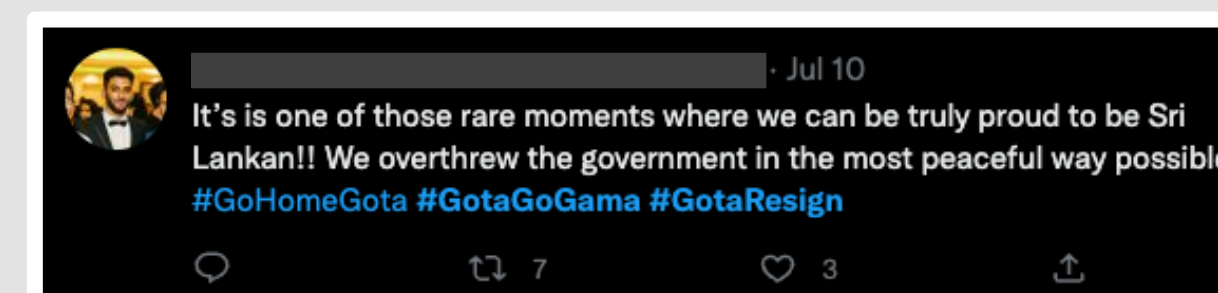 · Jul 10
It's is one of those rare moments where we can be truly proud to be Sri
Lankan!! We overthrew the government in the most peaceful way possible
#GoHomeGota #GotaGoGama #GotaResign
7 3